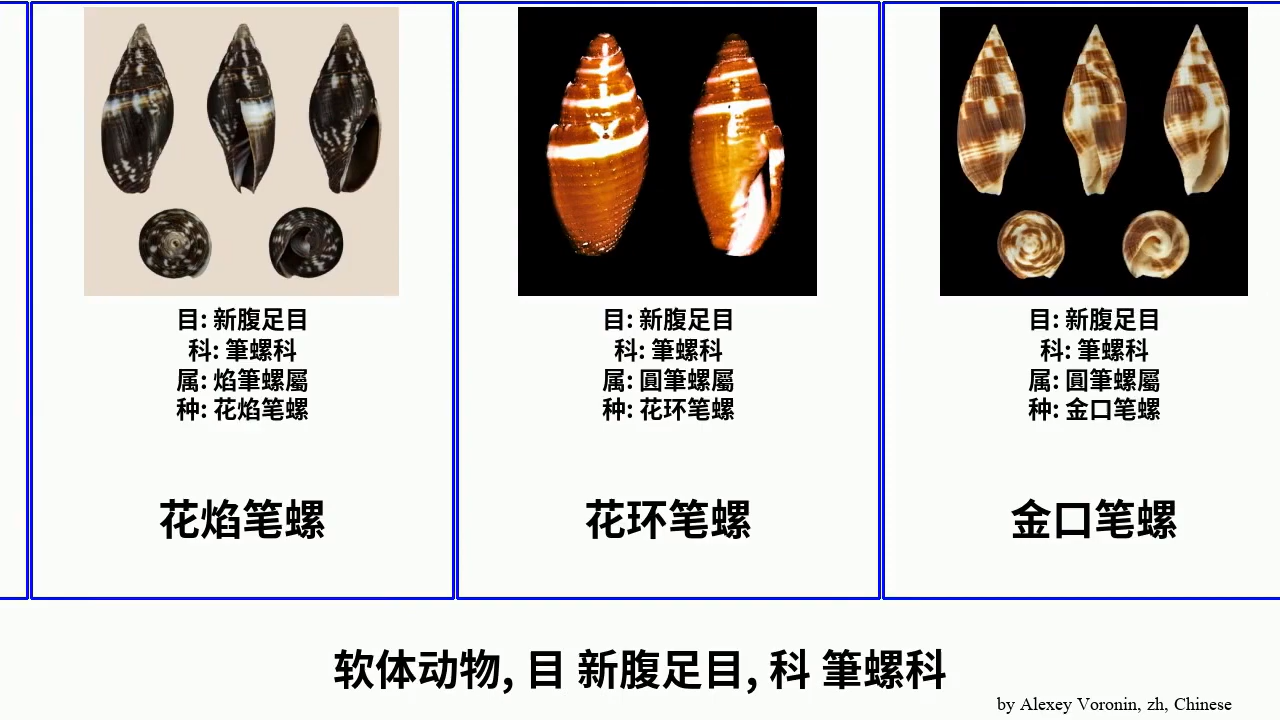 目: 新腹足目
科: 筆螺科
属: 焰筆螺屬
种: 花焰笔螺
花焰笔螺
目: 新腹足目
科: 筆螺科
属: 圓筆螺屬
种: 花环笔螺
花环笔螺
目: 新腹足目
科: 筆螺科
属: 圓筆螺屬
种: 金口笔螺
金口笔螺
软体动物, 目 新腹足目, 科 筆螺科
by Alexey Voronin, zh, Chinese